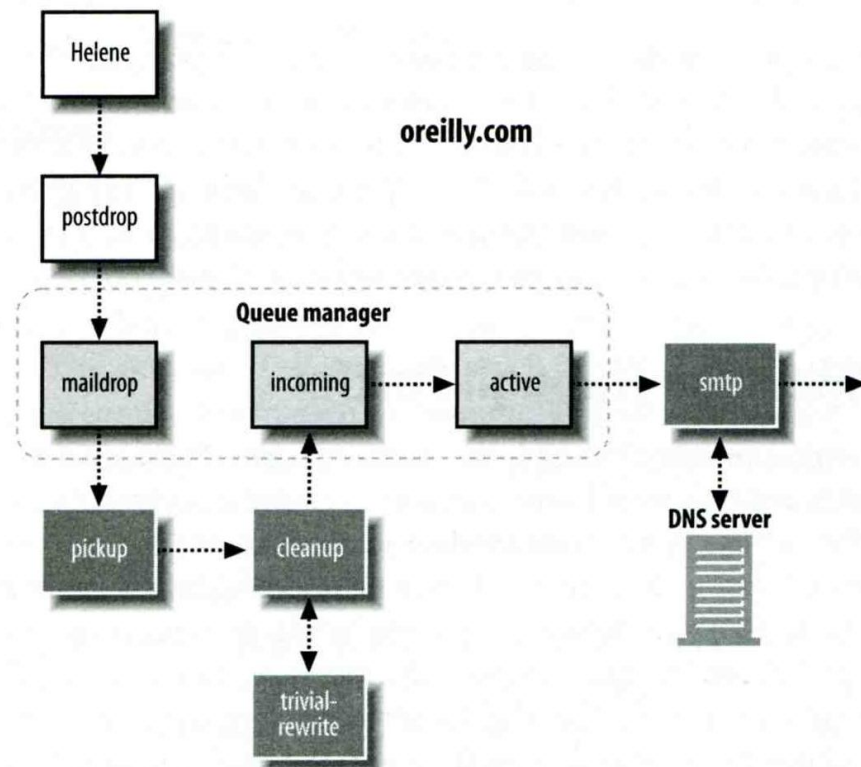 Helene
oreilly.com
postdrop
Queue manager
maildrop
incoming
active
smtp
pickup
cleanup
DNS server
trivial-
rewrite